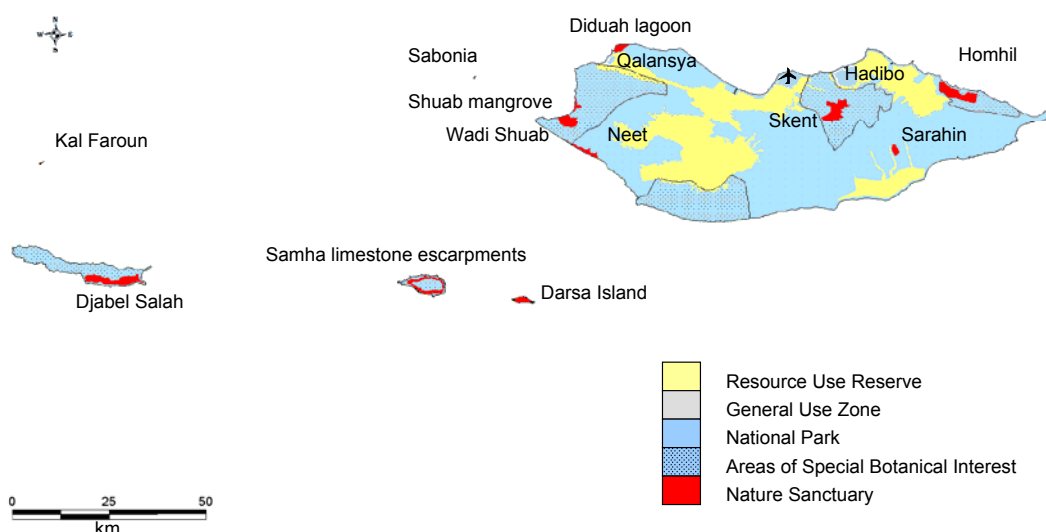 N
W E
S
Diduah lagoon
Sabonia
Qalansya
Hadibo
Homhil
Shuab mangrove
Wadi Shuab
Neet
Skent
Sarahin
Kal Faroun
Samha limestone escarpments
Djabel Salah
Darsa Island
Resource Use Reserve
General Use Zone
National Park
Areas of Special Botanical Interest
Nature Sanctuary
0 25 50
km